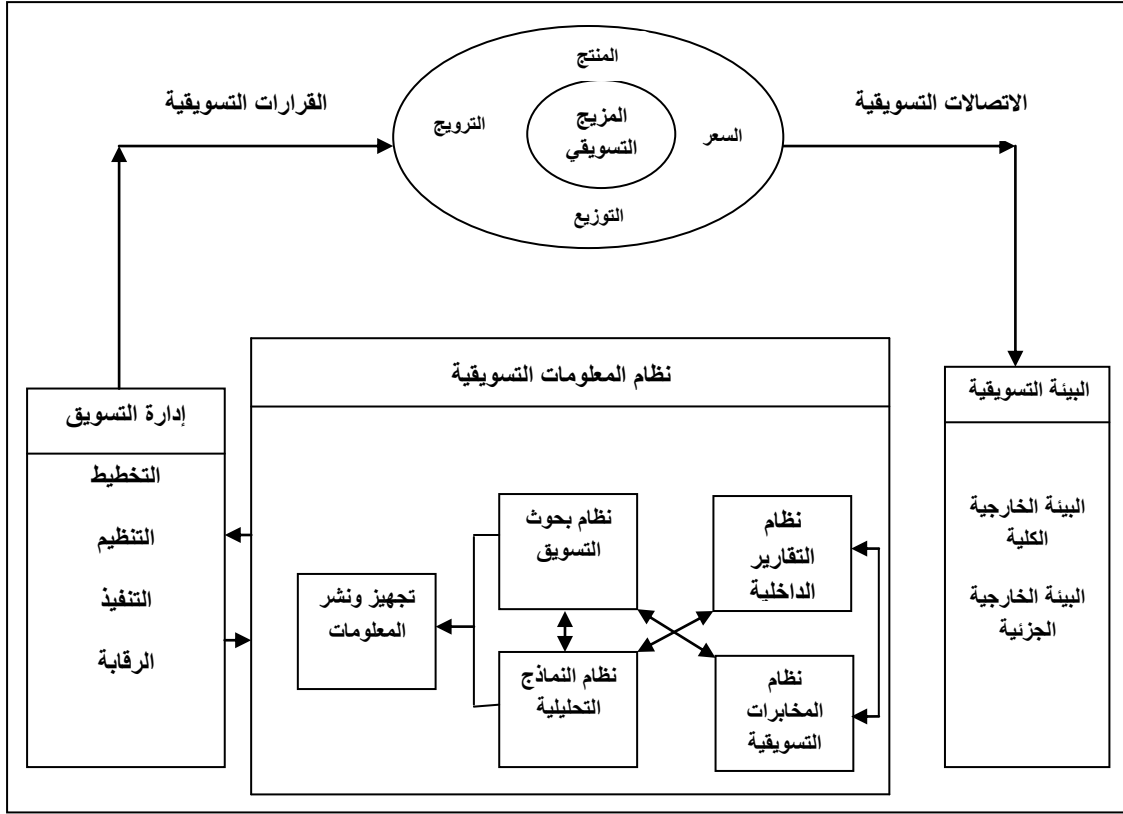 المنتج
القرارات التسويقية
الاتصالات التسويقية
المزيج
التسويقي
السعر
الترويج
التوزيع
نظام المعلومات التسويقية
البيئة التسويقية
البيئة الخارجية
الكلية
البيئة الخارجية
الجزئية
نظام
التقارير
الداخلية
نظام بحوث
التسويق
نظام
المخابرات
التسويقية
نظام النماذج
التحليلية
تجهيز ونشر
المعلومات
إدارة التسويق
التخطيط
التنظيم
التنفيذ
الرقابة